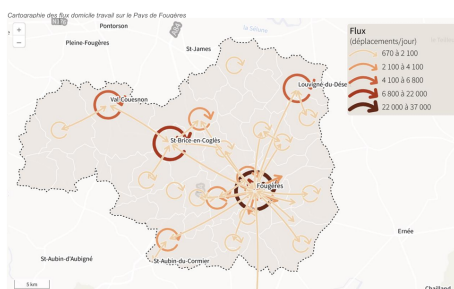 Cartographie des flux domicile travail sur le Pays de Fougères
Pontorson
Pleine-Fougères
St-James
+
−
Louvigné-du-Dése
Val Couesnon
St-Brice-en-Coglès
Fougères
Ernée
St-Aubin-d'Aubigné
St-Aubin-du-Cormier
5 km
Chailland
Flux
(déplacements/jour)
670 à 2 100
2 100 à 4 100
4 100 à 6 800
6 800 à 22 000
22 000 à 37 000